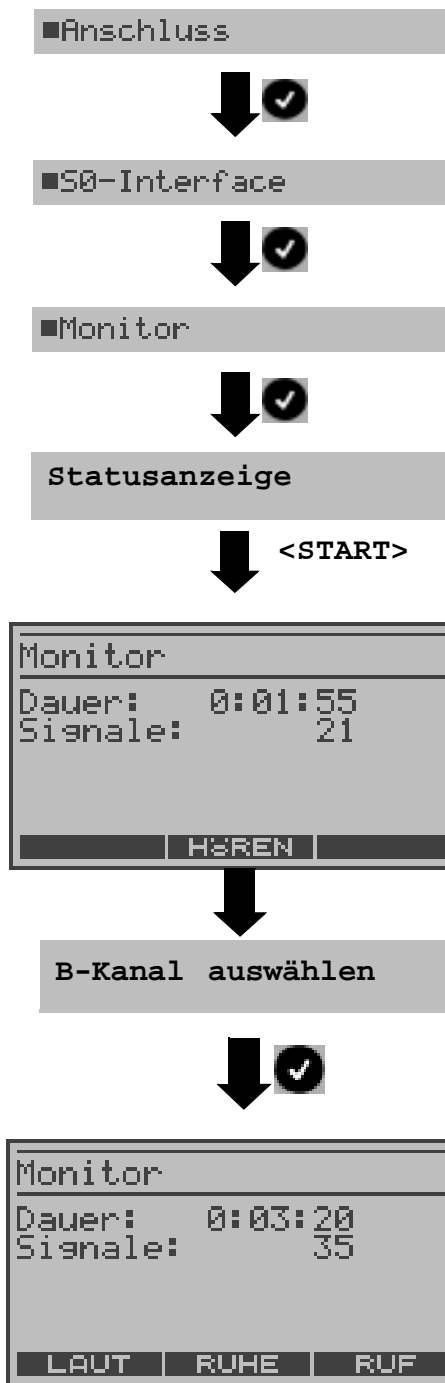 ■Anschluss
■S0-Interface
■Monitor
Statusanzeige
<START>
Monitor
Dauer: 0:01:55
Signale: 21
HÖREN
B-Kanal auswählen
Monitor
Dauer: 0:03:20
Signale: 35
LAUT RUHE RUF